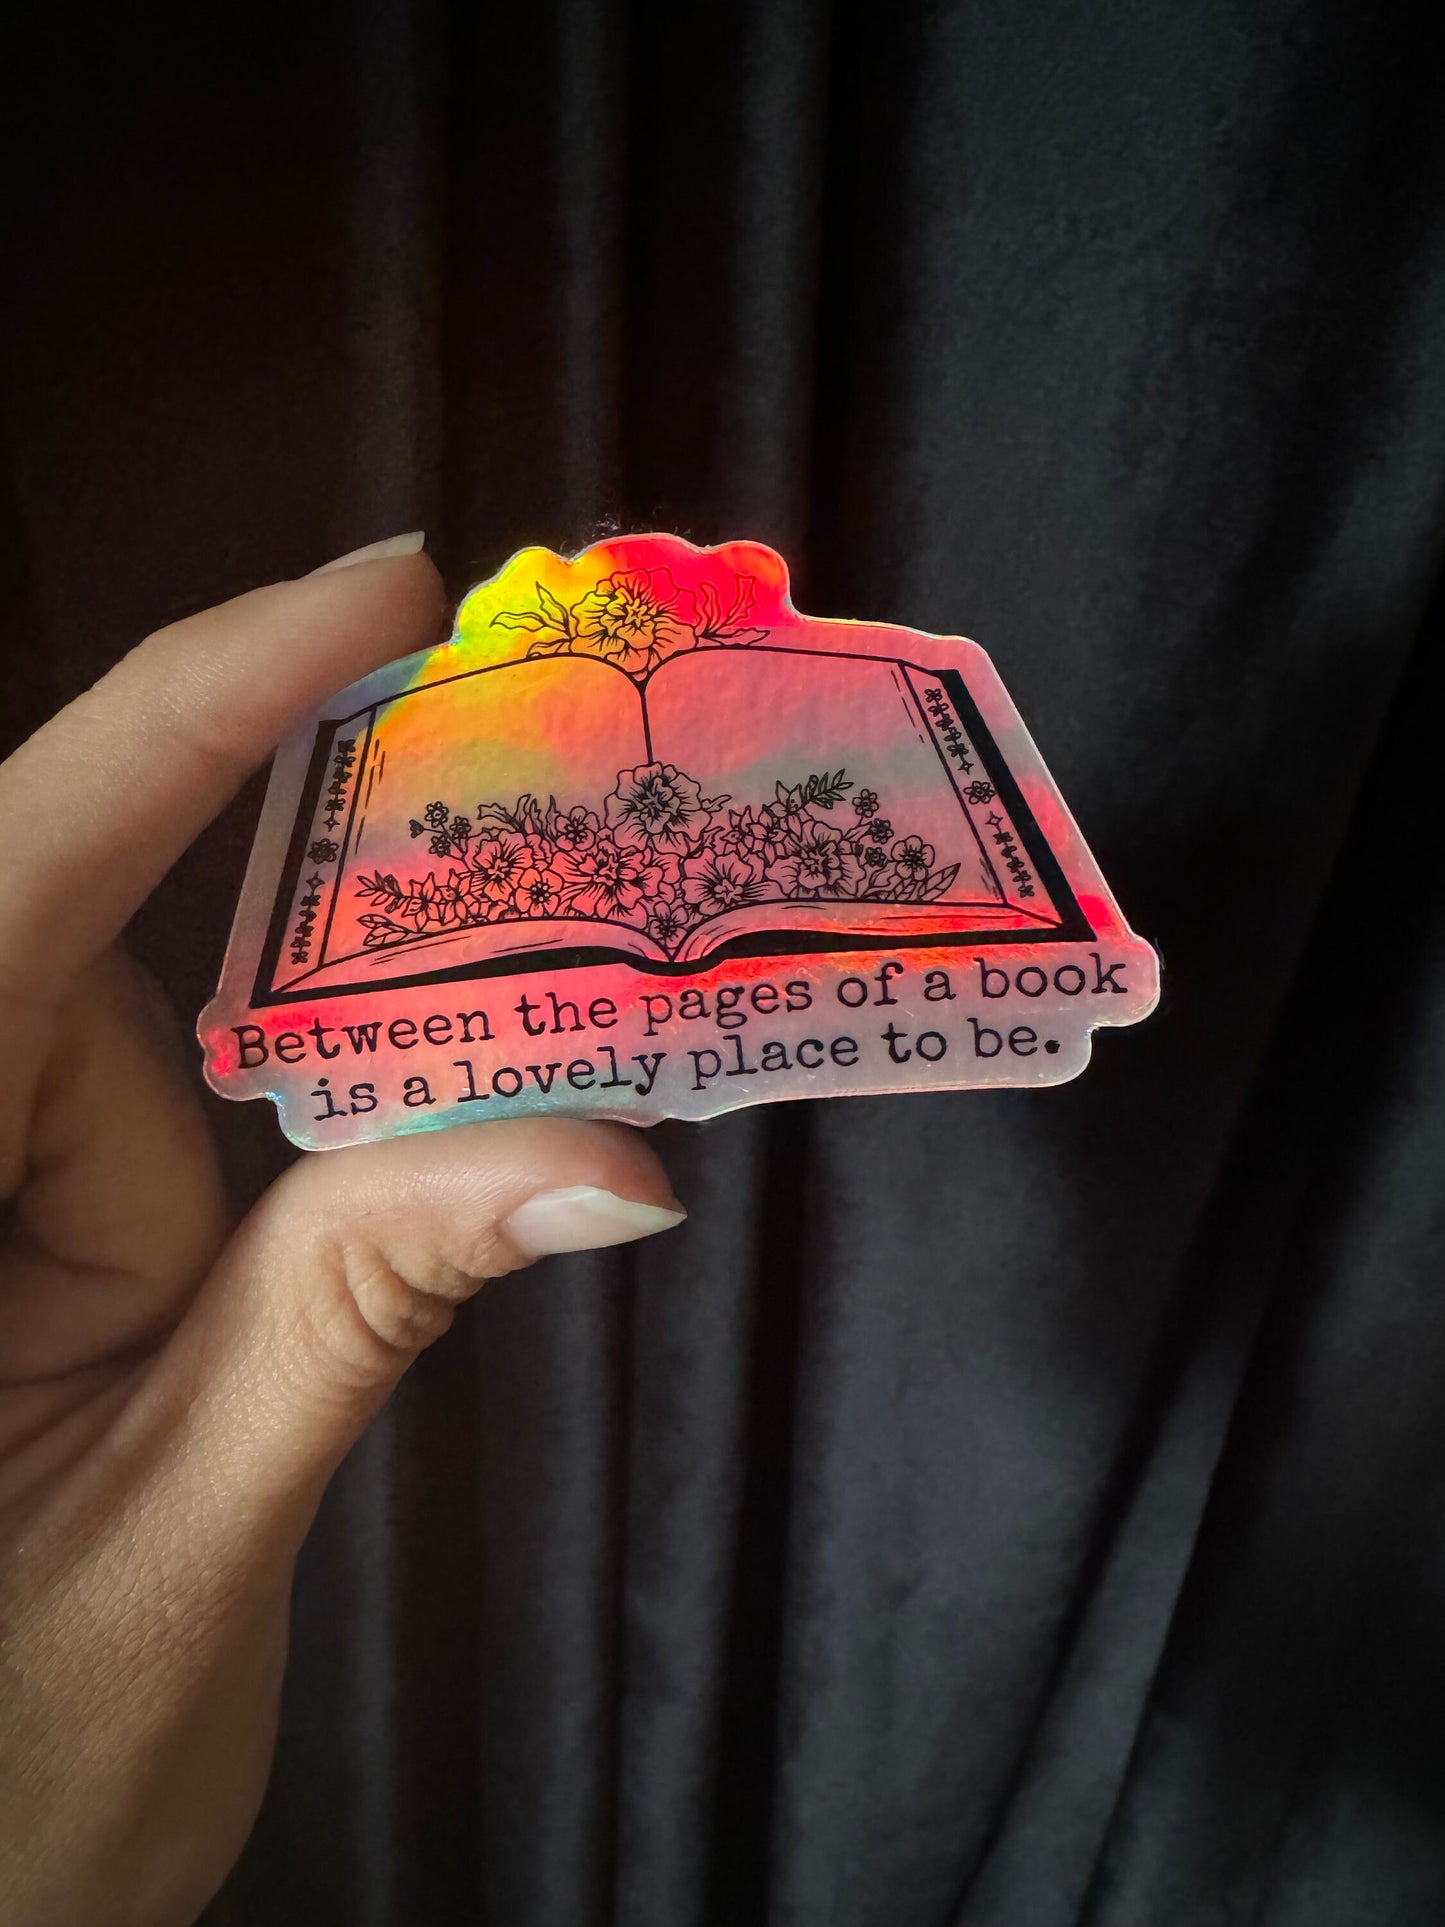 Between the pages of a book
is a lovely place to be.